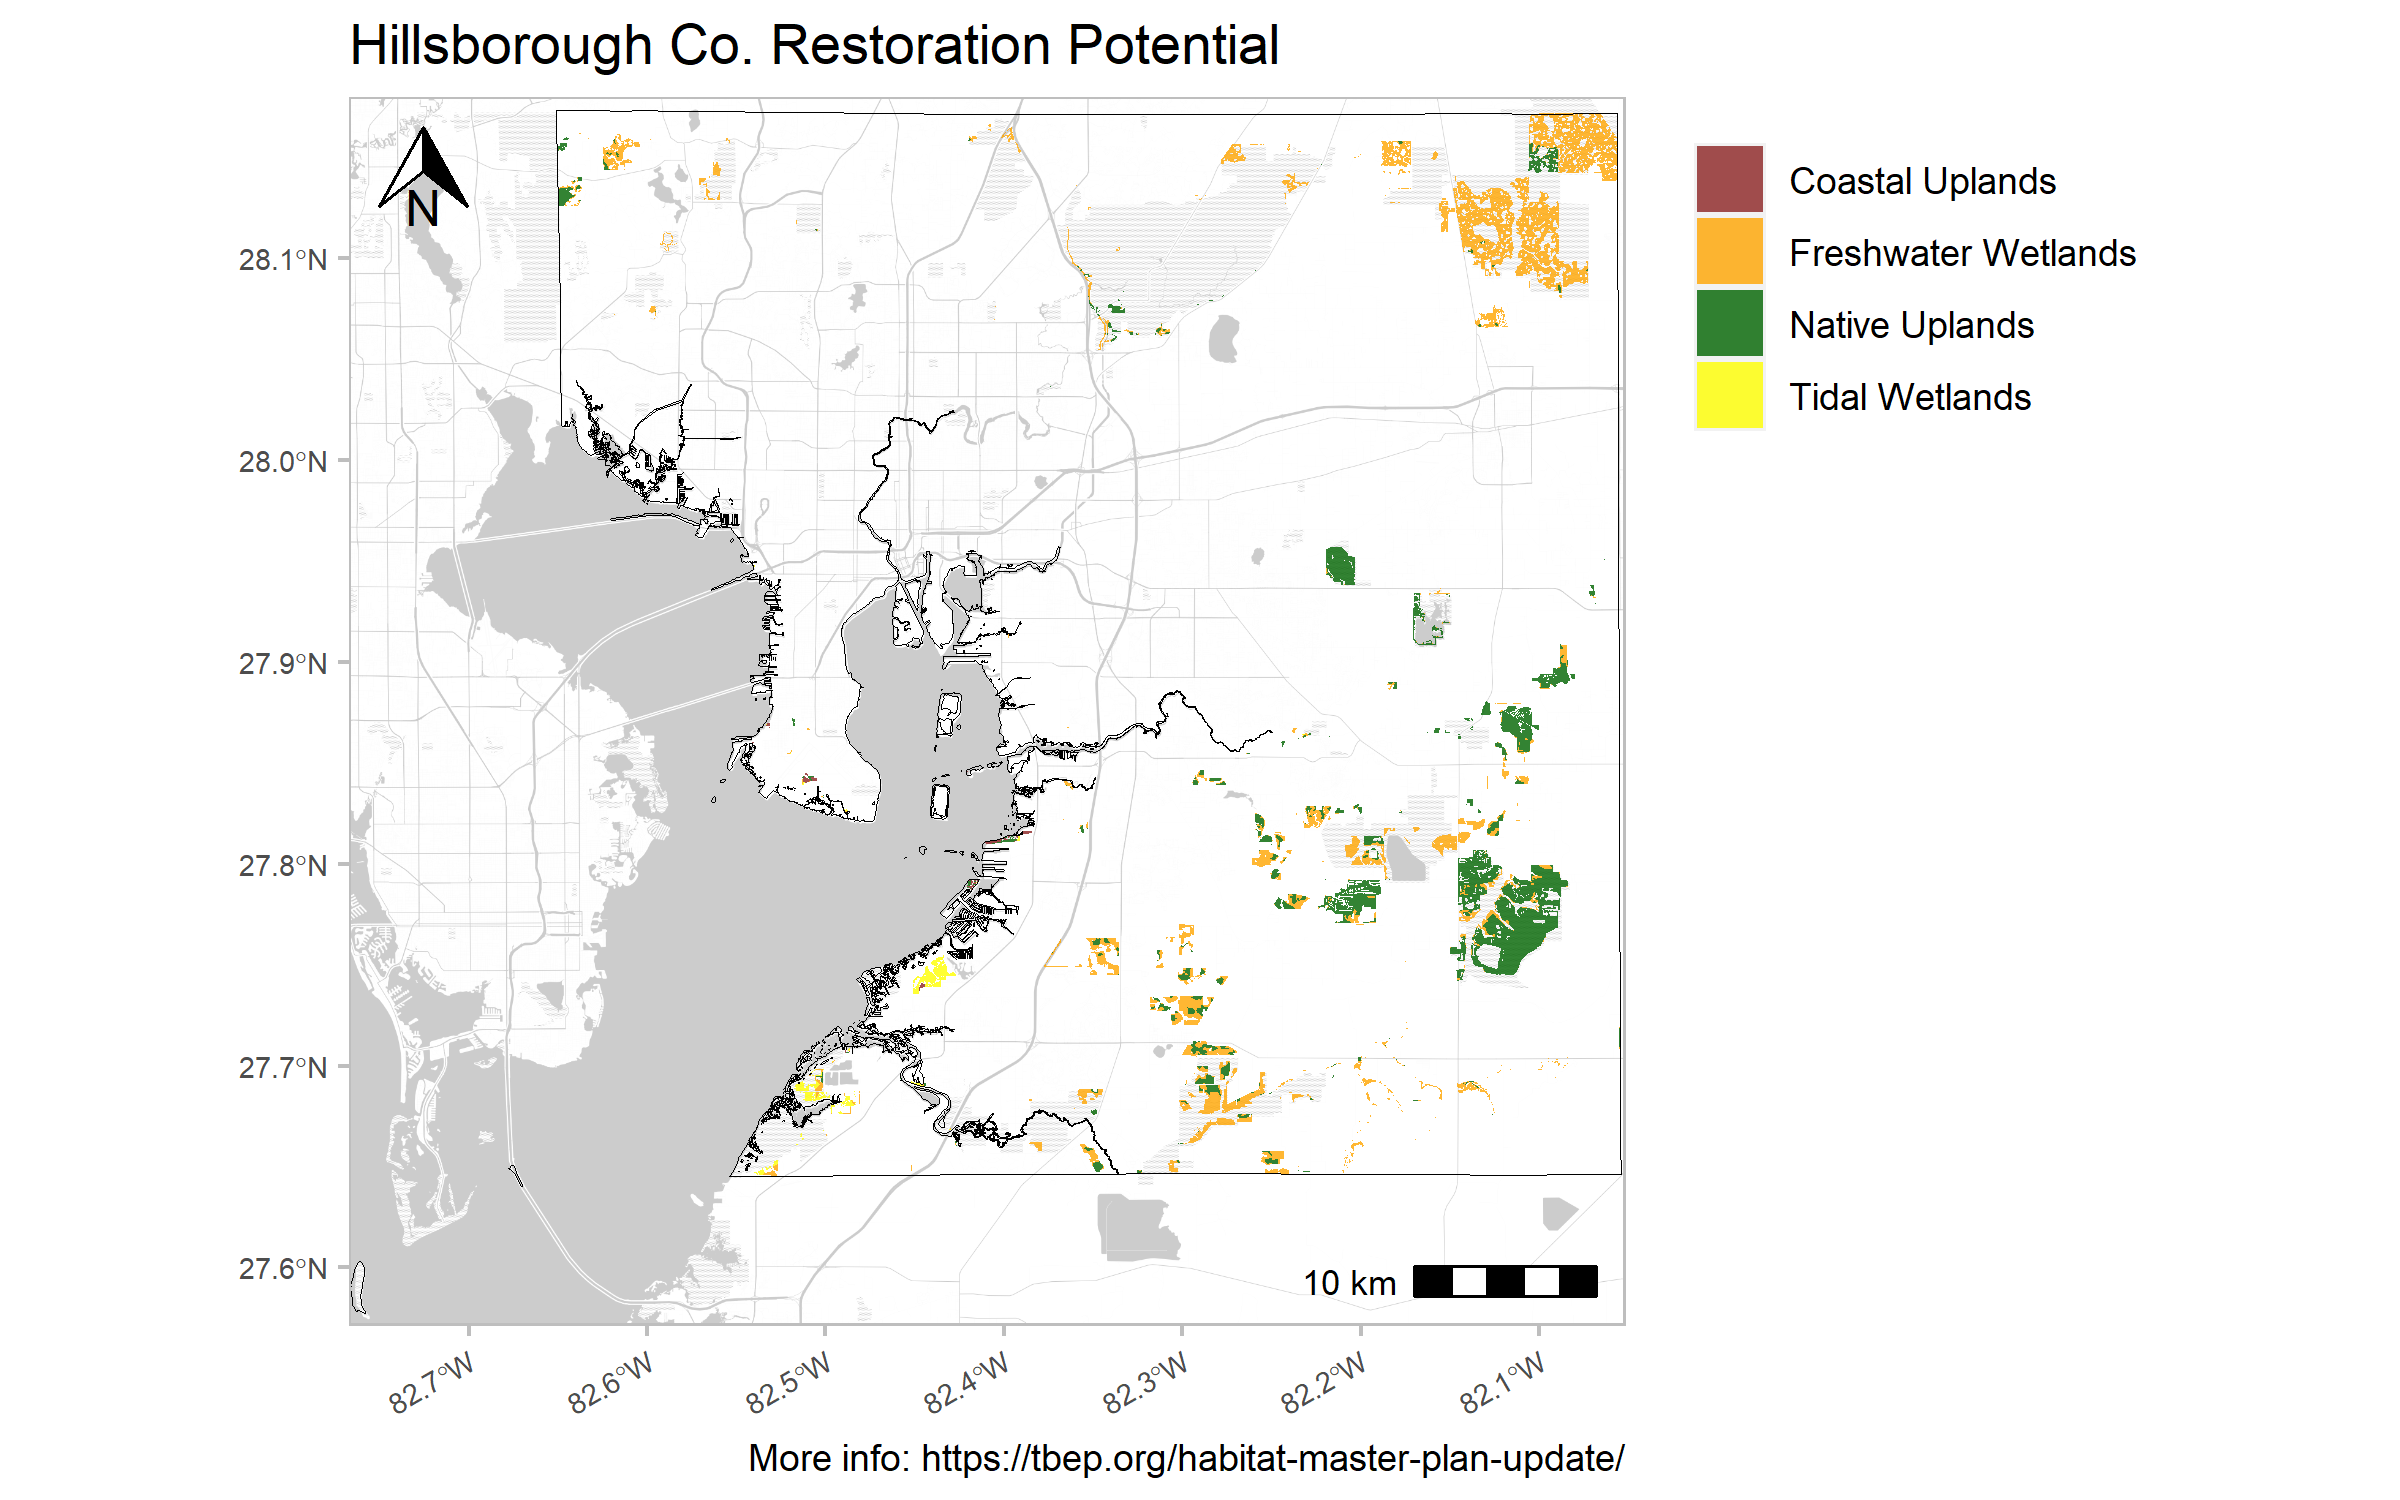 Hillsborough Co. Restoration Potential
N
Coastal Uplands
Freshwater Wetlands
Native Uplands
Tidal Wetlands
28.1°N
28.0°N
27.9°N
27.8°N
27.7°N
27.6°N
10 km
82.7°W
82.6°W
82.5°W
82.4°W
82.3°W
82.2°W
82.1°W
More info: https://tbep.org/habitat-master-plan-update/